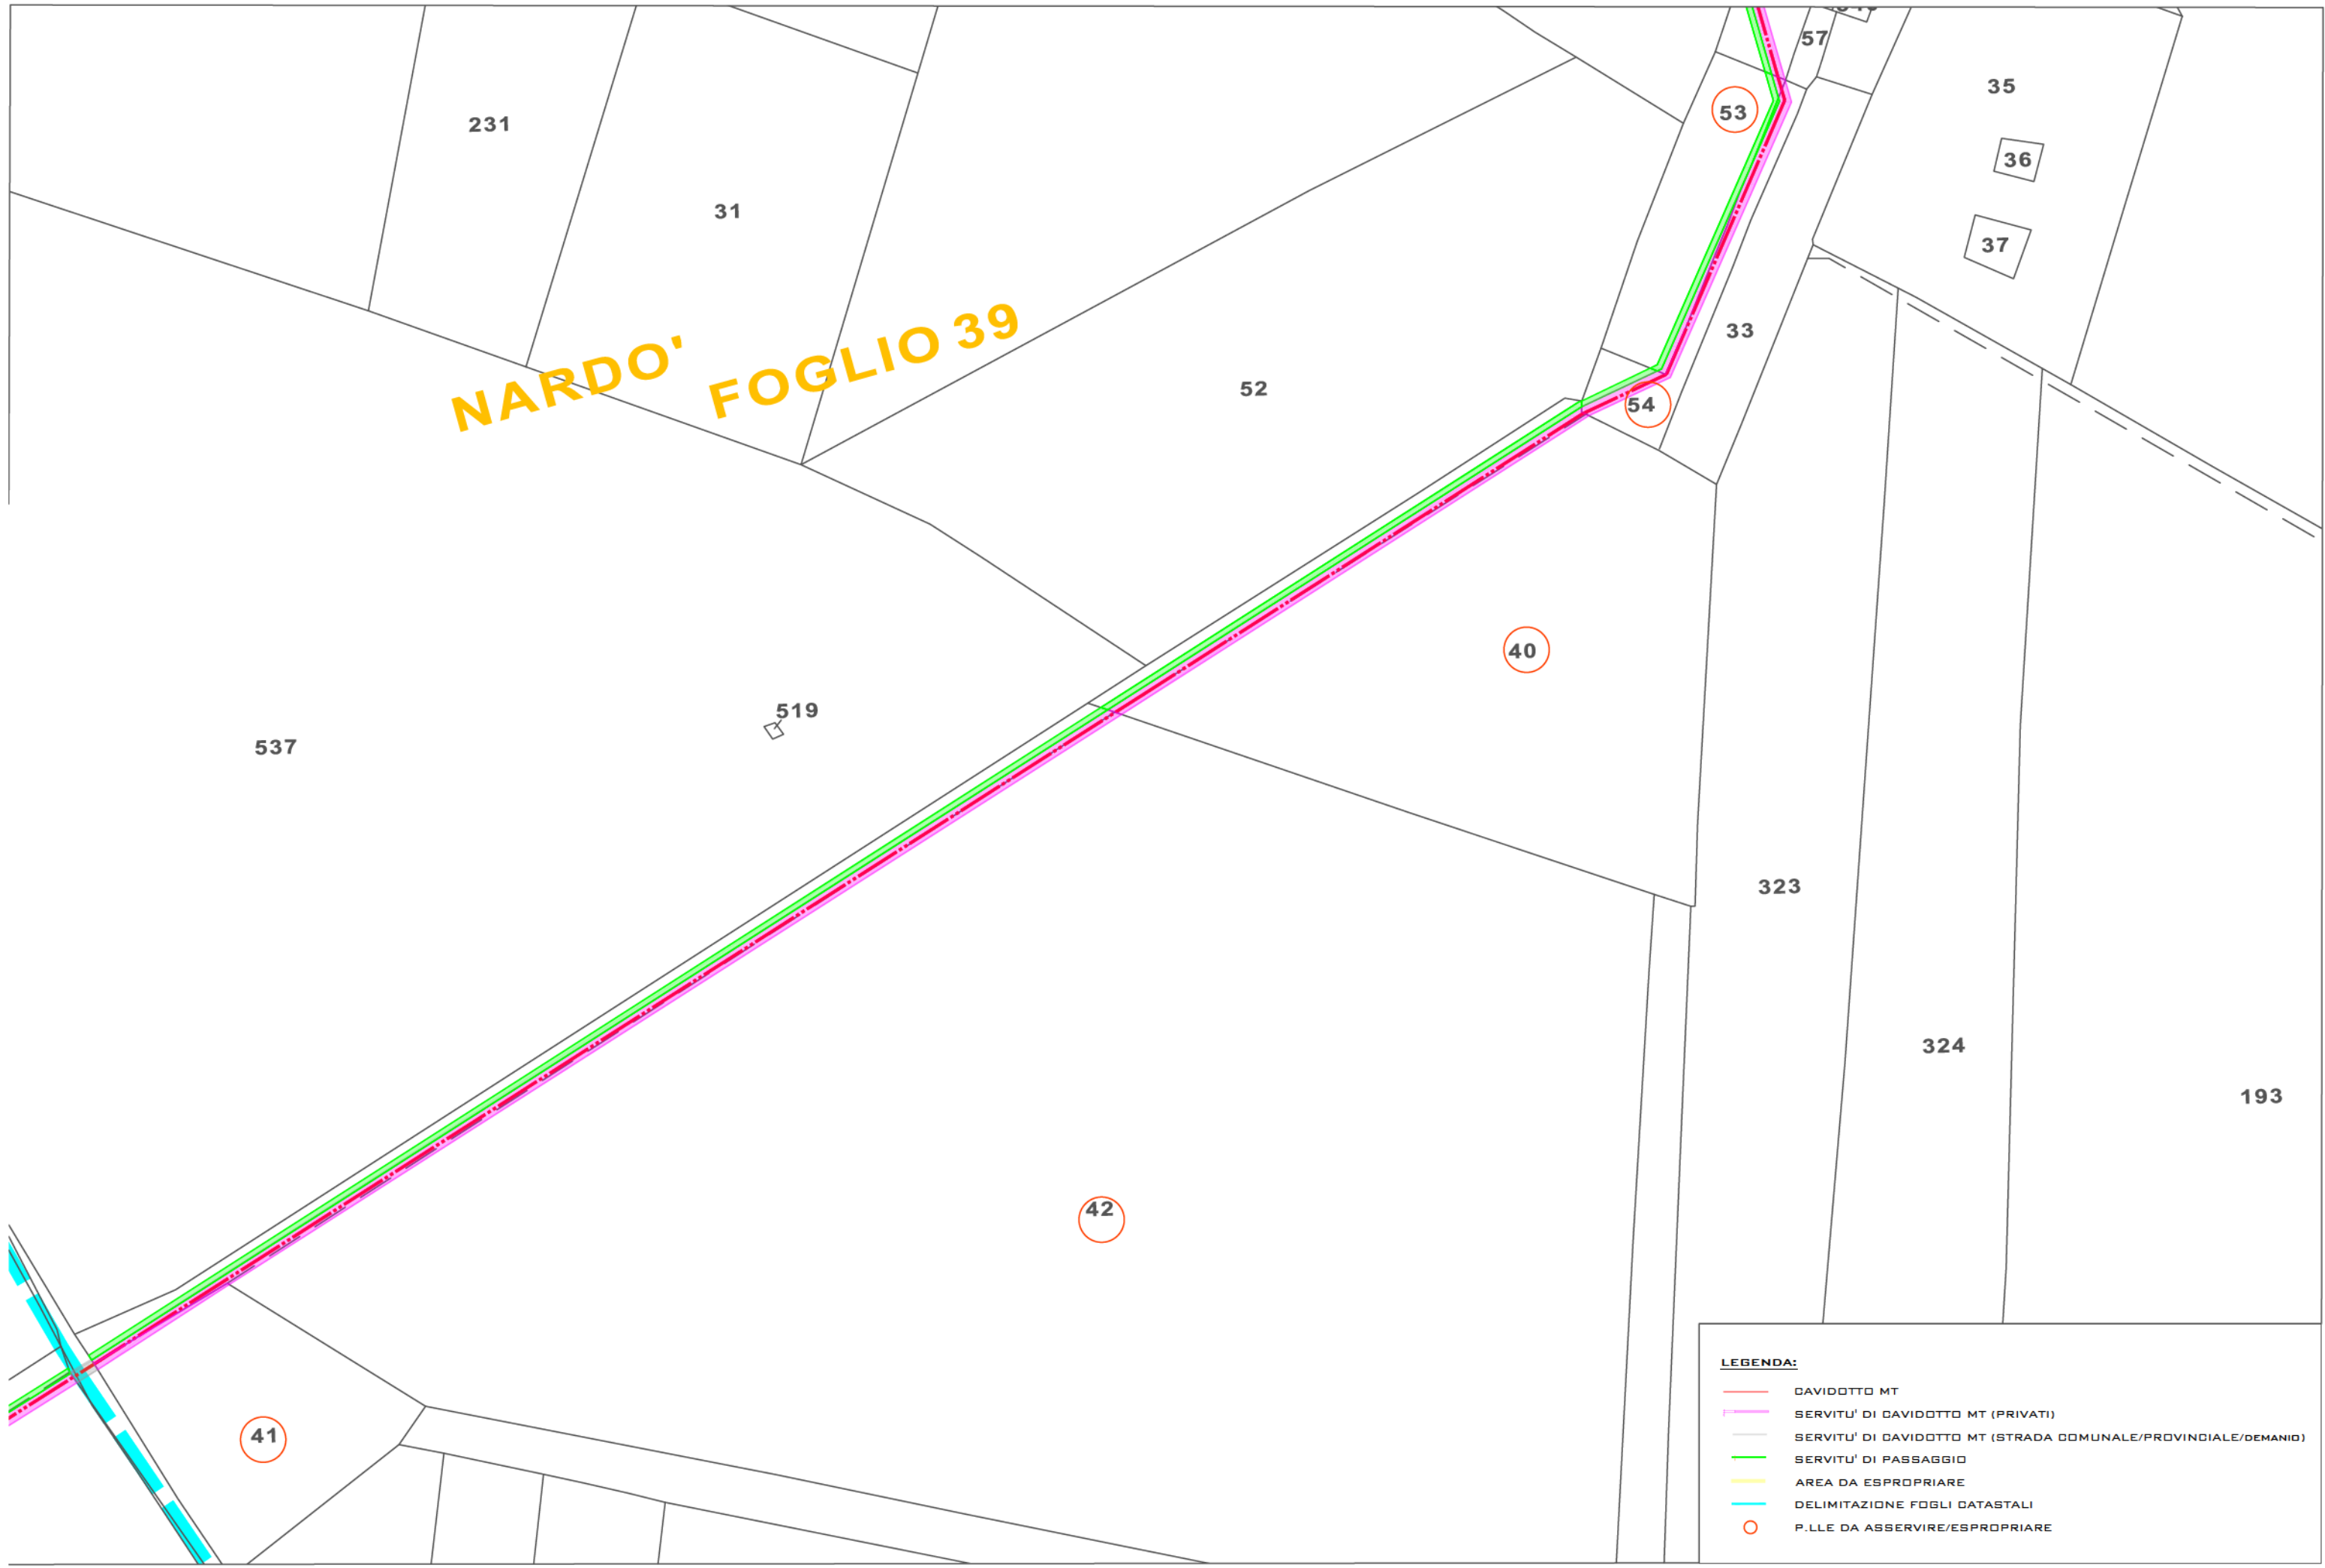 57
35
231
53
36
31
37
NARDO' FOGLIO 39
33
52
54
40
519
537
323
324
193
42
41
LEGENDA:
CAVIDOTTO MT
SERVITU' DI CAVIDOTTO MT (PRIVATI)
SERVITU' DI CAVIDOTTO MT (STRADA COMUNALE/PROVINCIALE/DEMANIO)
SERVITU' DI PASSAGGIO
AREA DA ESPROPRIARE
DELIMITAZIONE FOGLI CATASTALI
P.LLE DA ASSERVIRE/ESPROPRIARE